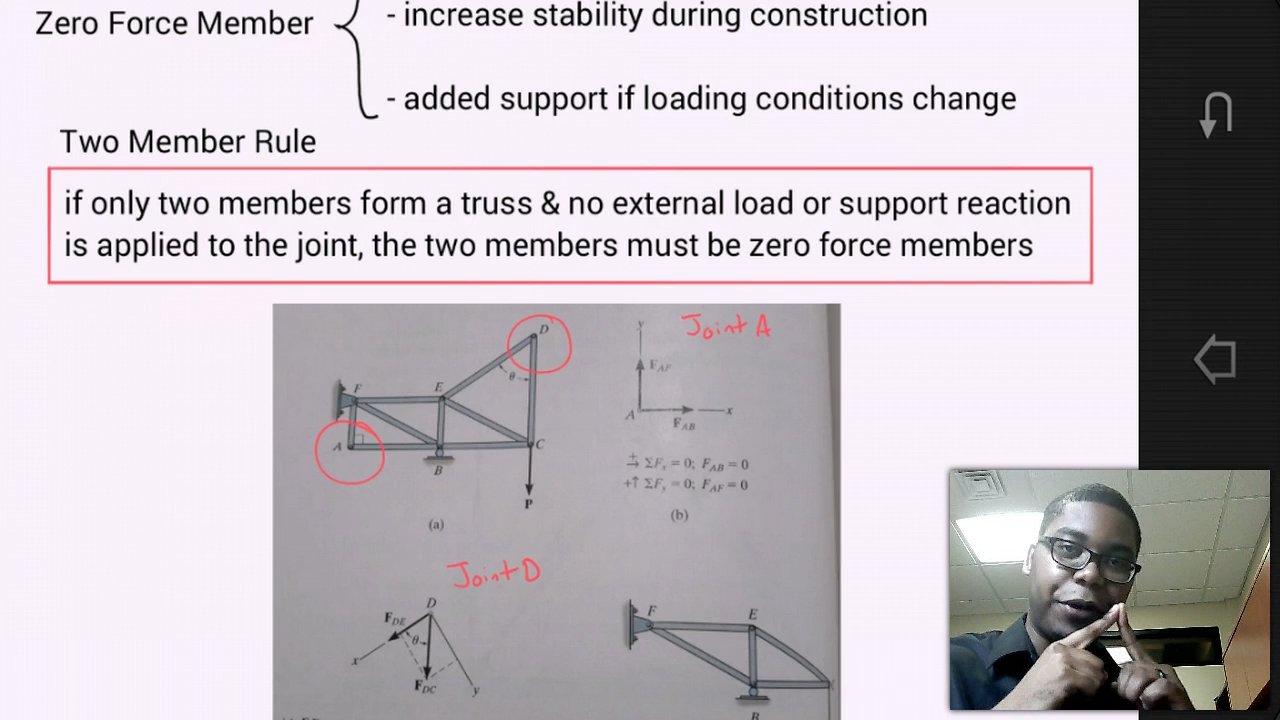 - increase stability during construction
Zero Force Member
- added support if loading conditions change
Two Member Rule
if only two members form a truss & no external load or support reaction
is applied to the joint, the two members must be zero force members
D
θ
F
E
A
C
B
P
(a)
Joint A
y
F_AF
A
x
F_AB
→+ ΣFₓ = 0; F_AB = 0
+↑ ΣF_y = 0; F_AF = 0
(b)
Joint D
D
F_DE
θ
x
F_DC
y
F
E
B